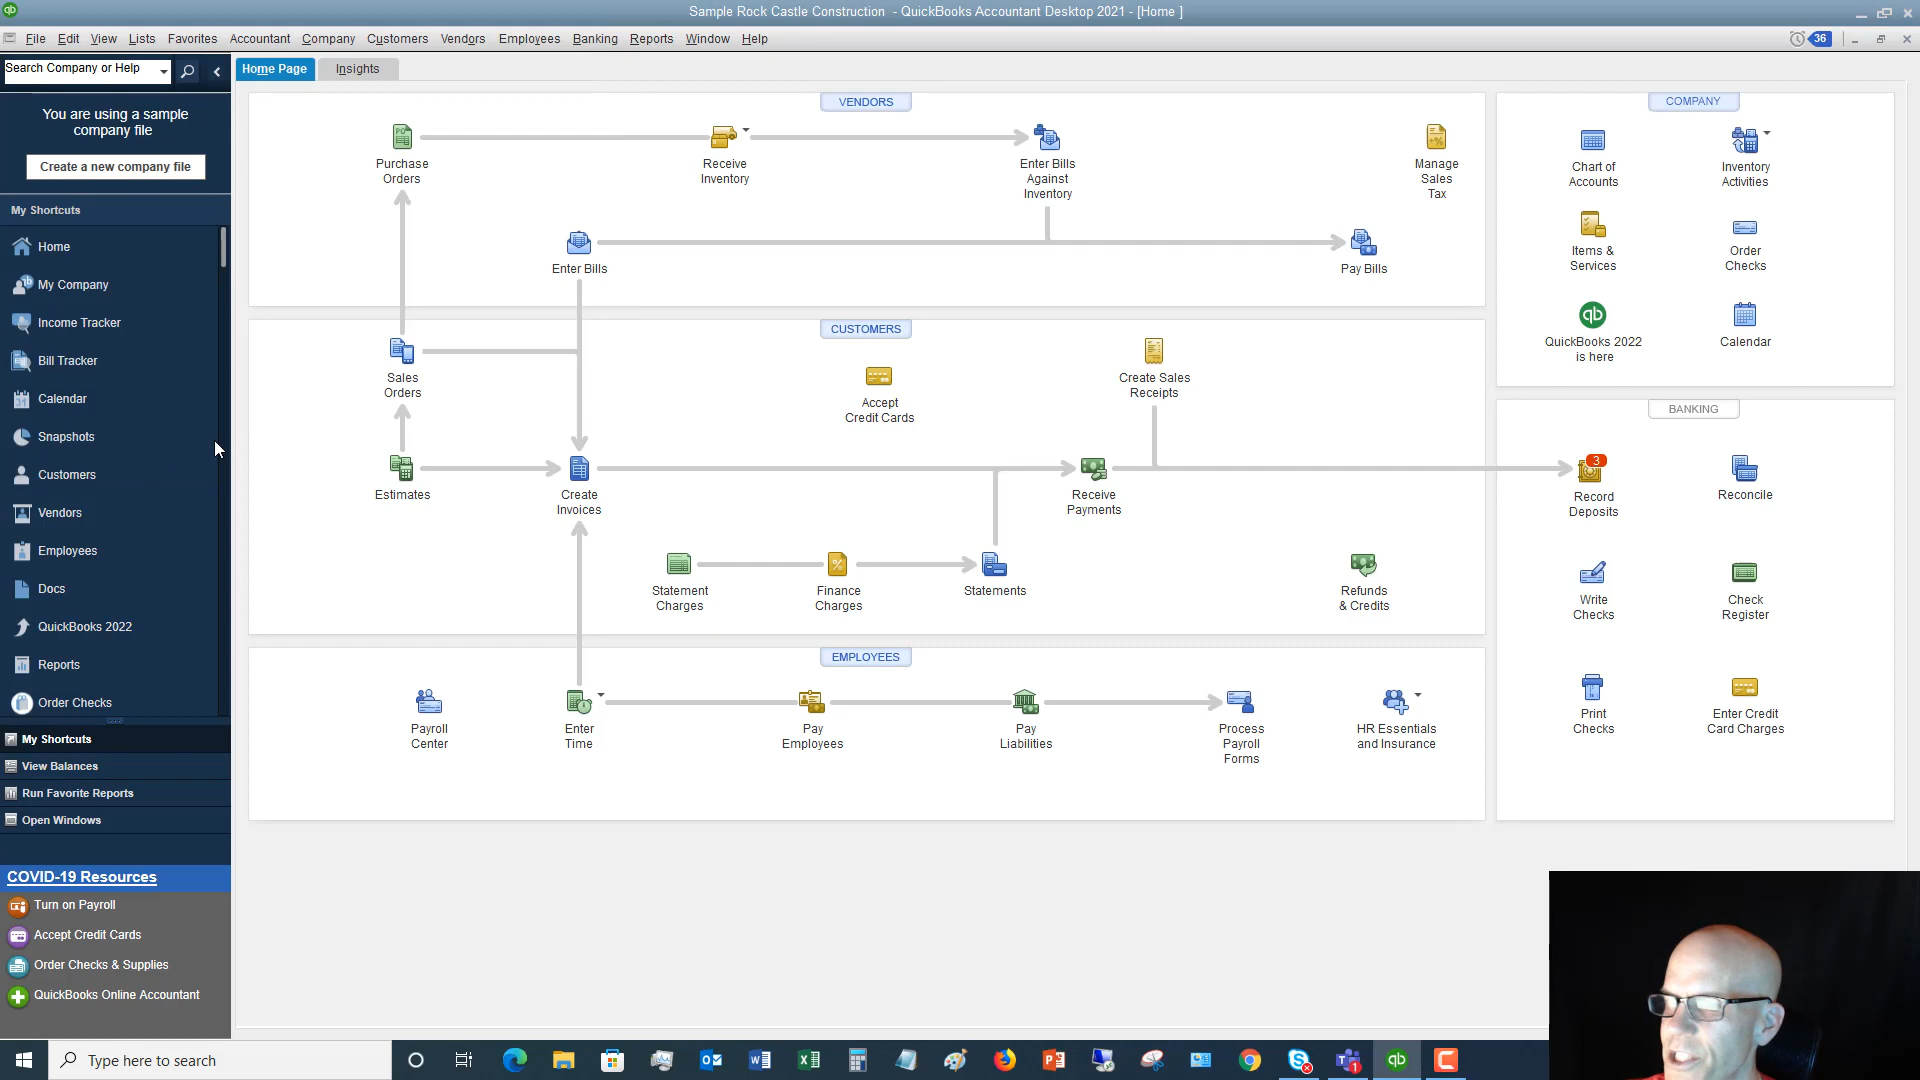 Sample Rock Castle Construction - QuickBooks Accountant Desktop 2021 - [Home ]
File Edit View Lists Favorites Accountant Company Customers Vendors Employees Banking Reports Window Help
36
Search Company or Help
Home Page
Insights
You are using a sample
company file
Create a new company file
My Shortcuts
Home
My Company
Income Tracker
Bill Tracker
Calendar
Snapshots
Customers
Vendors
Employees
Docs
QuickBooks 2022
Reports
Order Checks
My Shortcuts
View Balances
Run Favorite Reports
Open Windows
COVID-19 Resources
Turn on Payroll
Accept Credit Cards
Order Checks & Supplies
QuickBooks Online Accountant
VENDORS
Purchase
Orders
Receive
Inventory
Enter Bills
Against
Inventory
Manage
Sales
Tax
Enter Bills
Pay Bills
CUSTOMERS
Sales
Orders
Accept
Credit Cards
Create Sales
Receipts
Estimates
Create
Invoices
Receive
Payments
Statement
Charges
Finance
Charges
Statements
Refunds
& Credits
EMPLOYEES
Payroll
Center
Enter
Time
Pay
Employees
Pay
Liabilities
Process
Payroll
Forms
HR Essentials
and Insurance
COMPANY
Chart of
Accounts
Inventory
Activities
Items &
Services
Order
Checks
qb
QuickBooks 2022
is here
Calendar
BANKING
3
Record
Deposits
Reconcile
Write
Checks
Check
Register
Print
Checks
Enter Credit
Card Charges
Type here to search